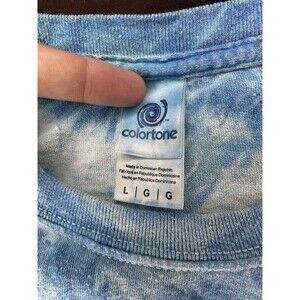 colortone
Made in Dominican Republic
Fabriqué en République Dominicaine
Hecho en República Dominicana
L | G | G